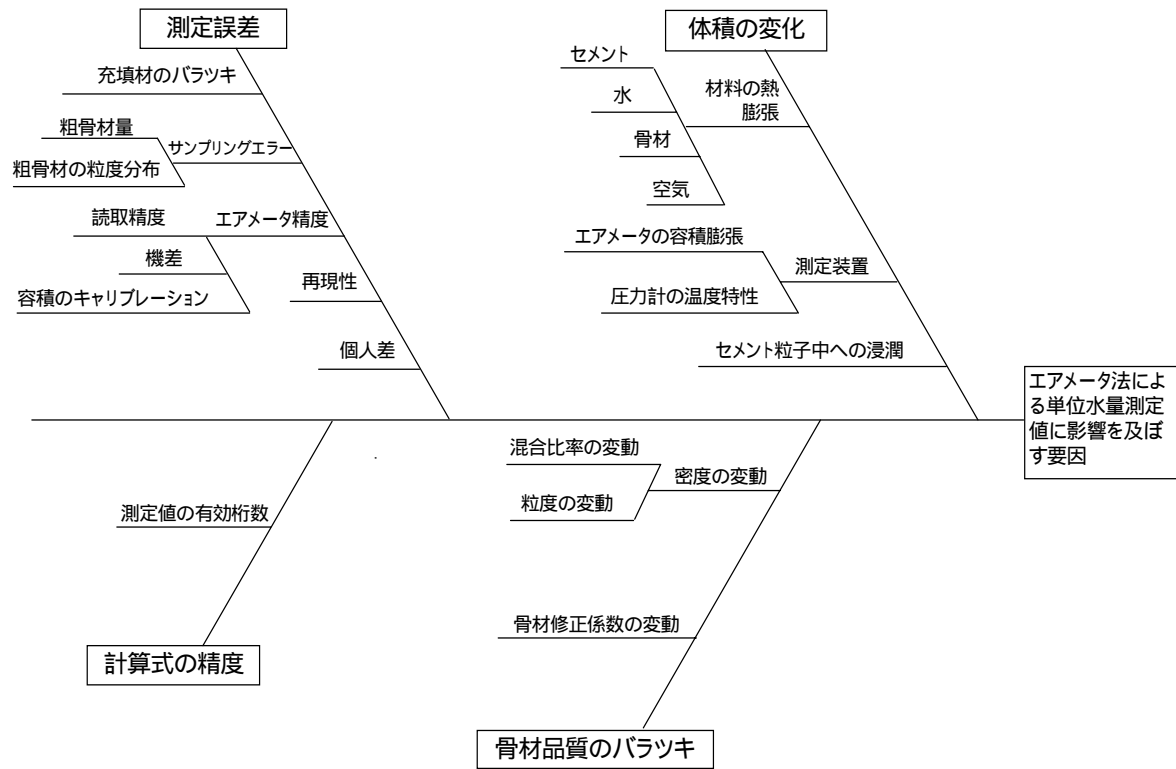 測定誤差
充填材のバラツキ
粗骨材量
サンプリングエラー
粗骨材の粒度分布
読取精度
エアメータ精度
機差
容積のキャリブレーション
再現性
個人差
体積の変化
セメント
水
骨材
空気
材料の熱
膨張
エアメータの容積膨張
測定装置
圧力計の温度特性
セメント粒子中への浸潤
エアメータ法によ
る単位水量測定
値に影響を及ぼ
す要因
測定値の有効桁数
計算式の精度
混合比率の変動
密度の変動
粒度の変動
骨材修正係数の変動
骨材品質のバラツキ